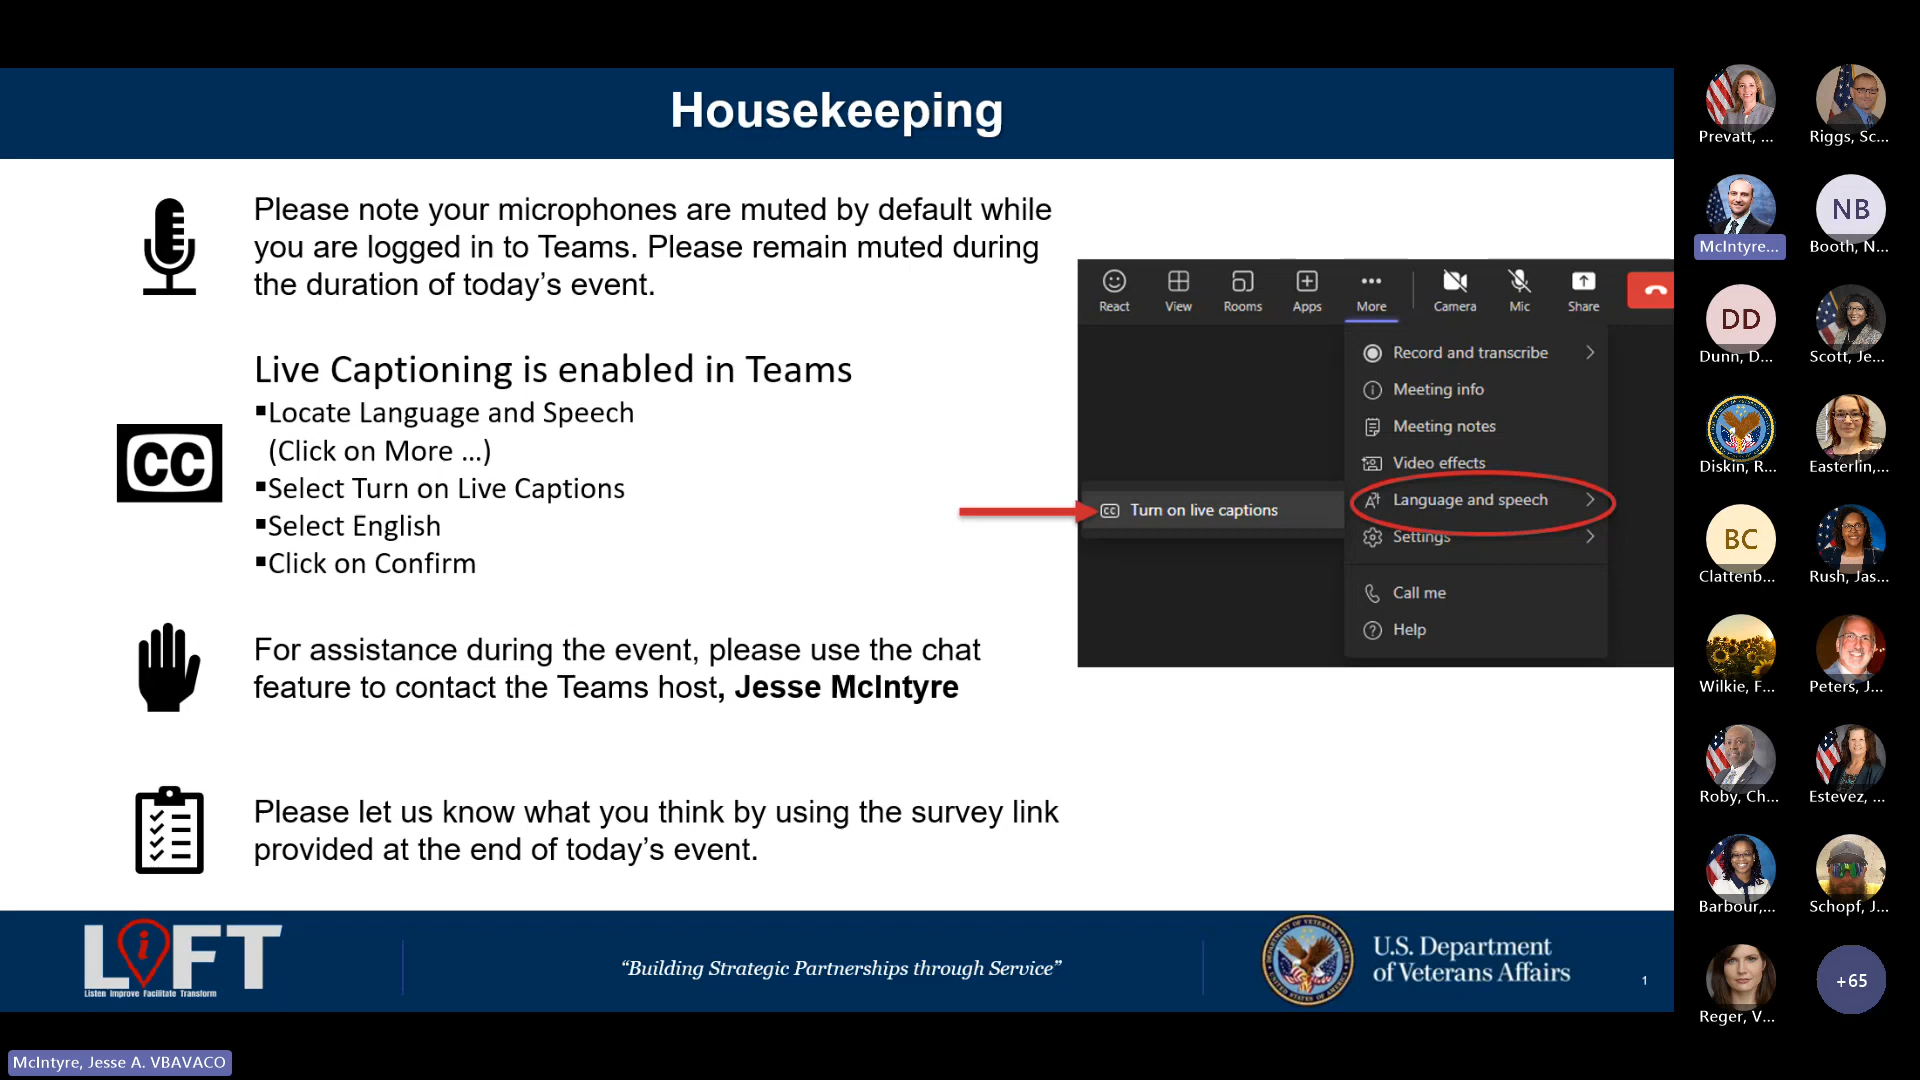 Housekeeping
Please note your microphones are muted by default while
you are logged in to Teams. Please remain muted during
the duration of today’s event.
CC
Live Captioning is enabled in Teams
▪Locate Language and Speech
(Click on More ...)
▪Select Turn on Live Captions
▪Select English
▪Click on Confirm
For assistance during the event, please use the chat
feature to contact the Teams host, Jesse McIntyre
Please let us know what you think by using the survey link
provided at the end of today’s event.
React
View
Rooms
Apps
More
Camera
Mic
Share
Record and transcribe
Meeting info
Meeting notes
Video effects
Language and speech
CC Turn on live captions
Settings
Call me
Help
LiFT
Listen Improve Facilitate Transform
“Building Strategic Partnerships through Service”
U.S. Department
of Veterans Affairs
1
McIntyre, Jesse A. VBAVACO
Prevatt, ...
Riggs, Sc...
McIntyre...
NB
Booth, N...
DD
Dunn, D...
Scott, Je...
Diskin, R...
Easterlin,...
BC
Clattenb...
Rush, Jas...
Wilkie, F...
Peters, J...
Roby, Ch...
Estevez, ...
Barbour,...
Schopf, J...
Reger, V...
+65